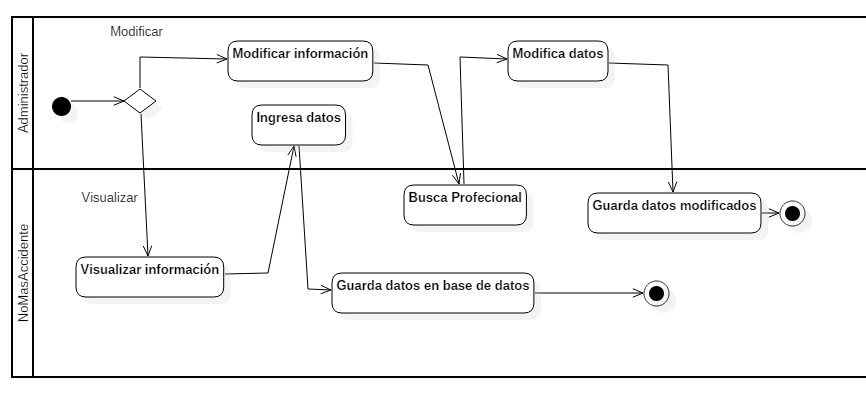 Administrador
Modificar
Modificar información
Modifica datos
Ingresa datos
NoMasAccidente
Visualizar
Busca Profecional
Guarda datos modificados
Visualizar información
Guarda datos en base de datos